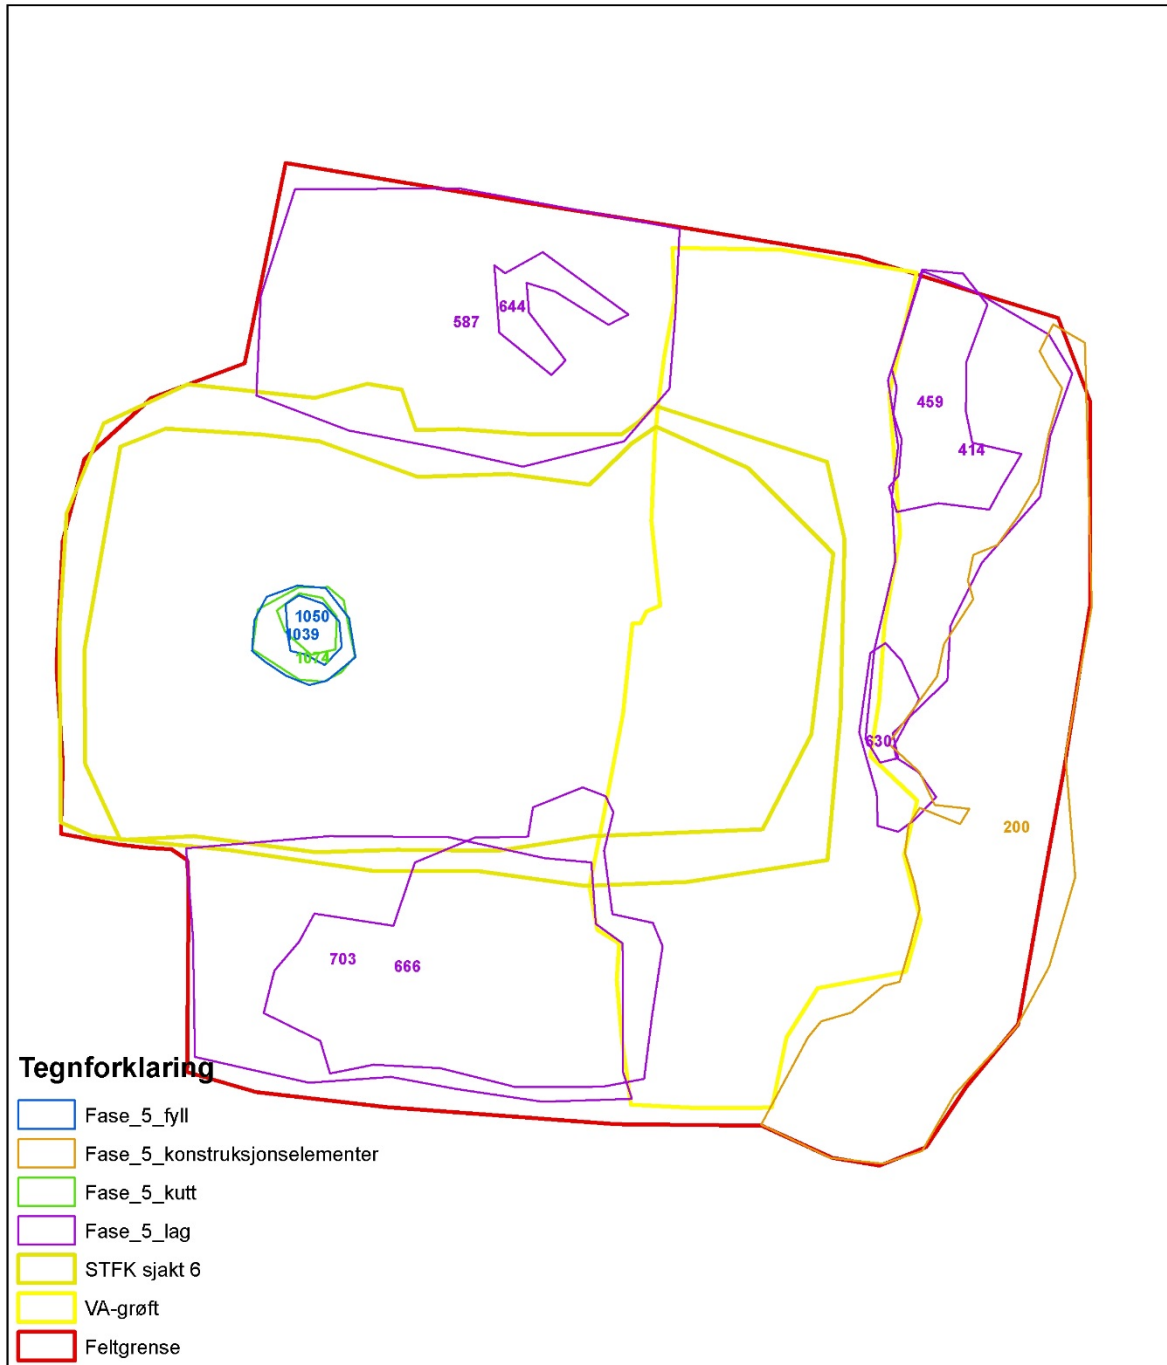 644
587
459
414
1050
1039
1074
630
200
703
666
Tegnforklaring
Fase_5_fyll
Fase_5_konstruksjonselementer
Fase_5_kutt
Fase_5_lag
STFK sjakt 6
VA-grøft
Feltgrense